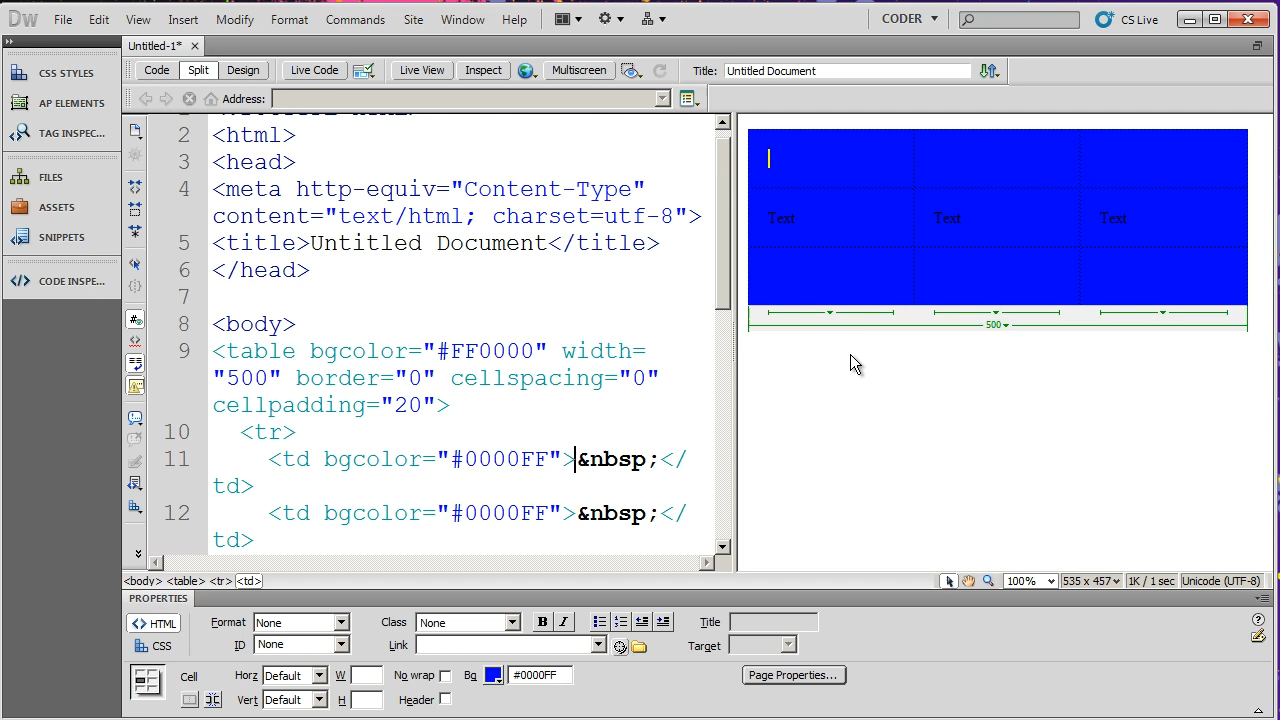 Dw File Edit View Insert Modify Format Commands Site Window Help CODER CS Live
Untitled-1*
Code Split Design Live Code Live View Inspect Multiscreen Title: Untitled Document
Address:
CSS STYLES
AP ELEMENTS
TAG INSPEC...
FILES
ASSETS
SNIPPETS
CODE INSPE...
2 <html>
3 <head>
4 <meta http-equiv="Content-Type"
content="text/html; charset=utf-8">
5 <title>Untitled Document</title>
6 </head>
7
8 <body>
9 <table bgcolor="#FF0000" width=
"500" border="0" cellspacing="0"
cellpadding="20">
10 <tr>
11 <td bgcolor="#0000FF">&nbsp;</
td>
12 <td bgcolor="#0000FF">&nbsp;</
td>
Text Text Text
500
<body> <table> <tr> <td> 100% 535 x 457 1K / 1 sec Unicode (UTF-8)
PROPERTIES
<> HTML Format None Class None B I Title
CSS ID None Link Target
Cell Horz Default W No wrap Bg #0000FF Page Properties...
Vert Default H Header